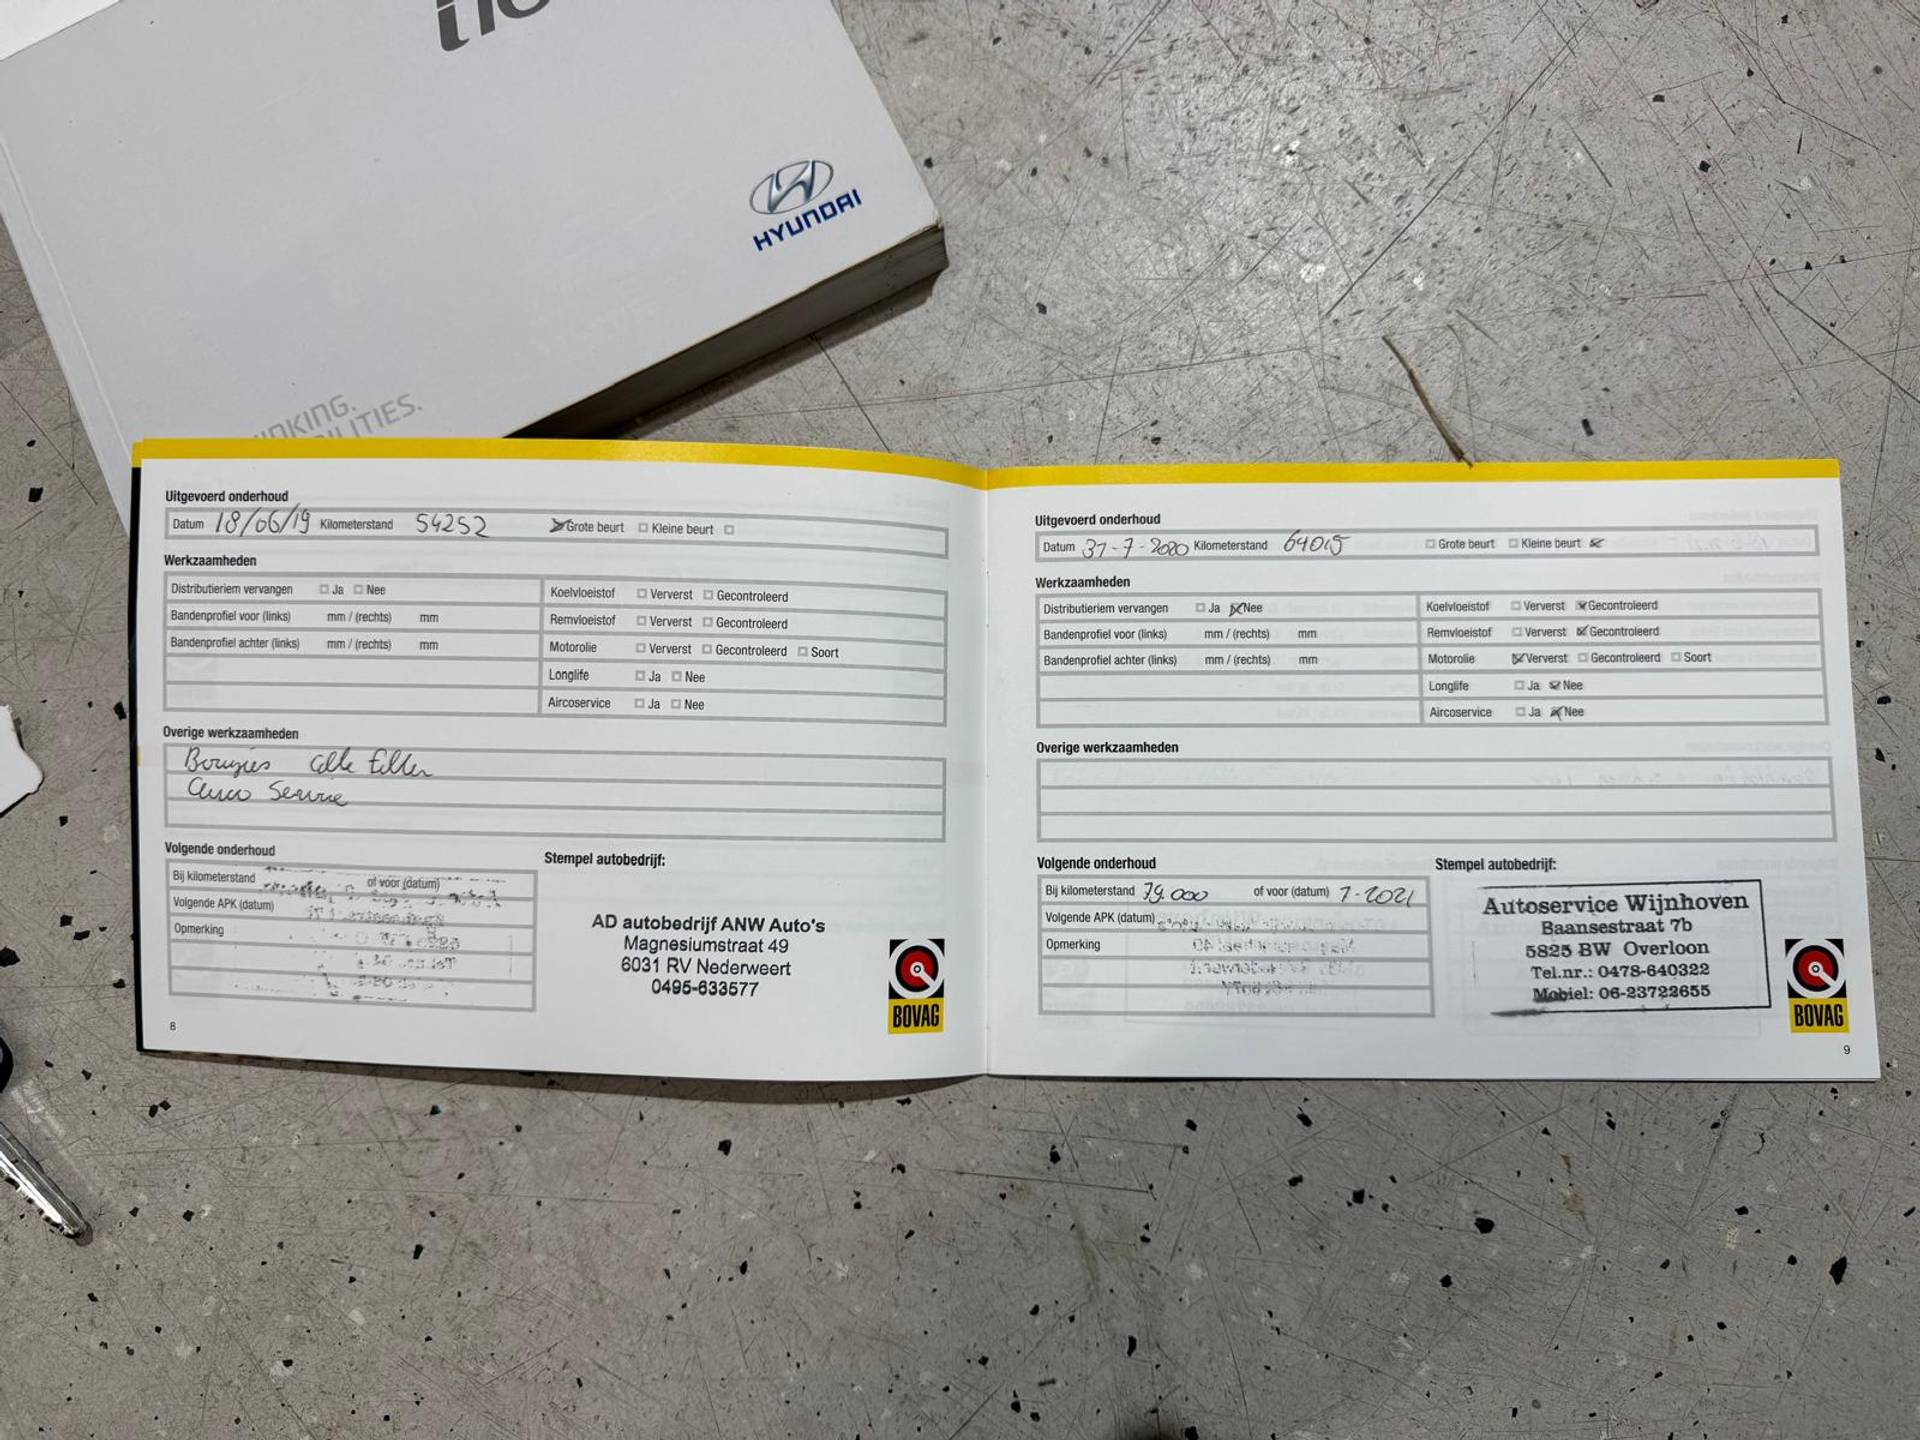 HYUNDAI
Uitgevoerd onderhoud
Datum 18/06/19 Kilometerstand 54252 Grote beurt Kleine beurt
Werkzaamheden
Distributieriem vervangen Ja Nee
Bandenprofiel voor (links) mm / (rechts) mm
Bandenprofiel achter (links) mm / (rechts) mm
Koelvloeistof Ververst Gecontroleerd
Remvloeistof Ververst Gecontroleerd
Motorolie Ververst Gecontroleerd Soort
Longlife Ja Nee
Aircoservice Ja Nee
Overige werkzaamheden
Bougies alle filter
Airco Service
Volgende onderhoud
Bij kilometerstand of voor (datum)
Volgende APK (datum)
Opmerking
Stempel autobedrijf:
AD autobedrijf ANW Auto's
Magnesiumstraat 49
6031 RV Nederweert
0495-633577
BOVAG
8
Uitgevoerd onderhoud
Datum 31-7-2020 Kilometerstand 64015 Grote beurt Kleine beurt
Werkzaamheden
Distributieriem vervangen Ja Nee
Bandenprofiel voor (links) mm / (rechts) mm
Bandenprofiel achter (links) mm / (rechts) mm
Koelvloeistof Ververst Gecontroleerd
Remvloeistof Ververst Gecontroleerd
Motorolie Ververst Gecontroleerd Soort
Longlife Ja Nee
Aircoservice Ja Nee
Overige werkzaamheden
Volgende onderhoud
Bij kilometerstand 79.000 of voor (datum) 7-2021
Volgende APK (datum)
Opmerking
Stempel autobedrijf:
Autoservice Wijnhoven
Baansestraat 7b
5825 BW Overloon
Tel.nr.: 0478-640322
Mobiel: 06-23722655
BOVAG
9